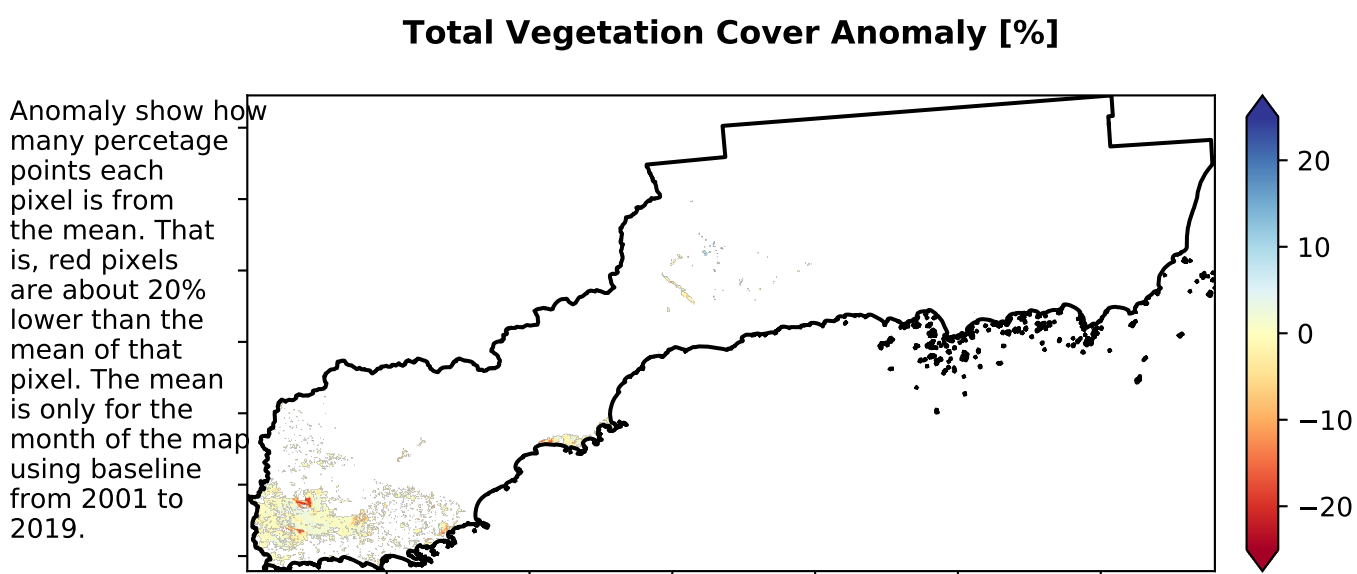 Total Vegetation Cover Anomaly [%]
Anomaly show how
many percetage
points each
pixel is from
the mean. That
is, red pixels
are about 20%
lower than the
mean of that
pixel. The mean
is only for the
month of the map
using baseline
from 2001 to
2019.
20
10
0
−10
−20